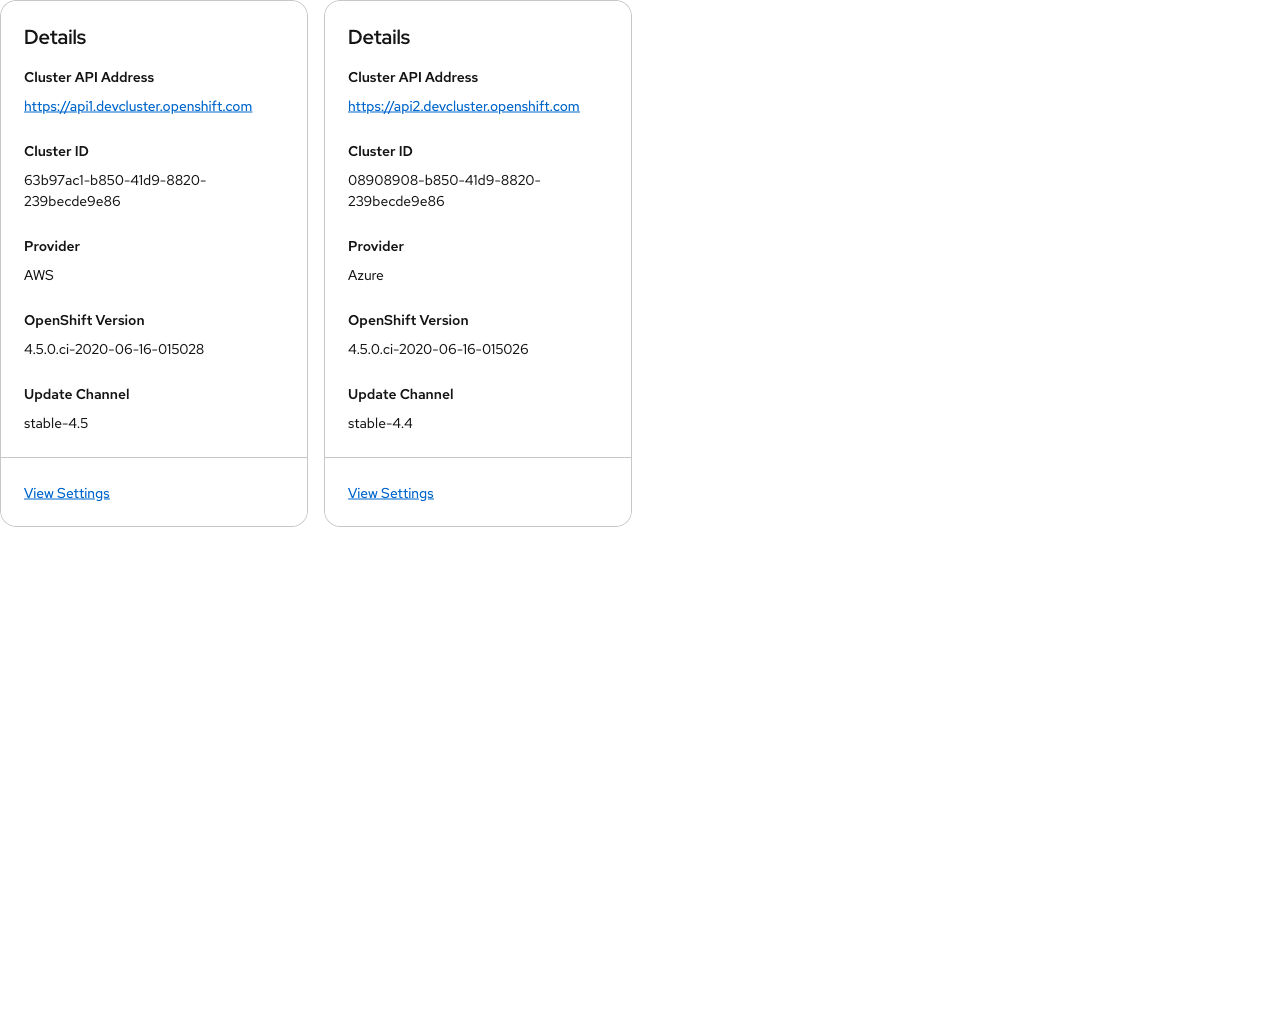 Details
Cluster API Address
https://api1.devcluster.openshift.com
Cluster ID
63b97ac1-b850-41d9-8820-
239becde9e86
Provider
AWS
OpenShift Version
4.5.0.ci-2020-06-16-015028
Update Channel
stable-4.5
View Settings
Details
Cluster API Address
https://api2.devcluster.openshift.com
Cluster ID
08908908-b850-41d9-8820-
239becde9e86
Provider
Azure
OpenShift Version
4.5.0.ci-2020-06-16-015026
Update Channel
stable-4.4
View Settings